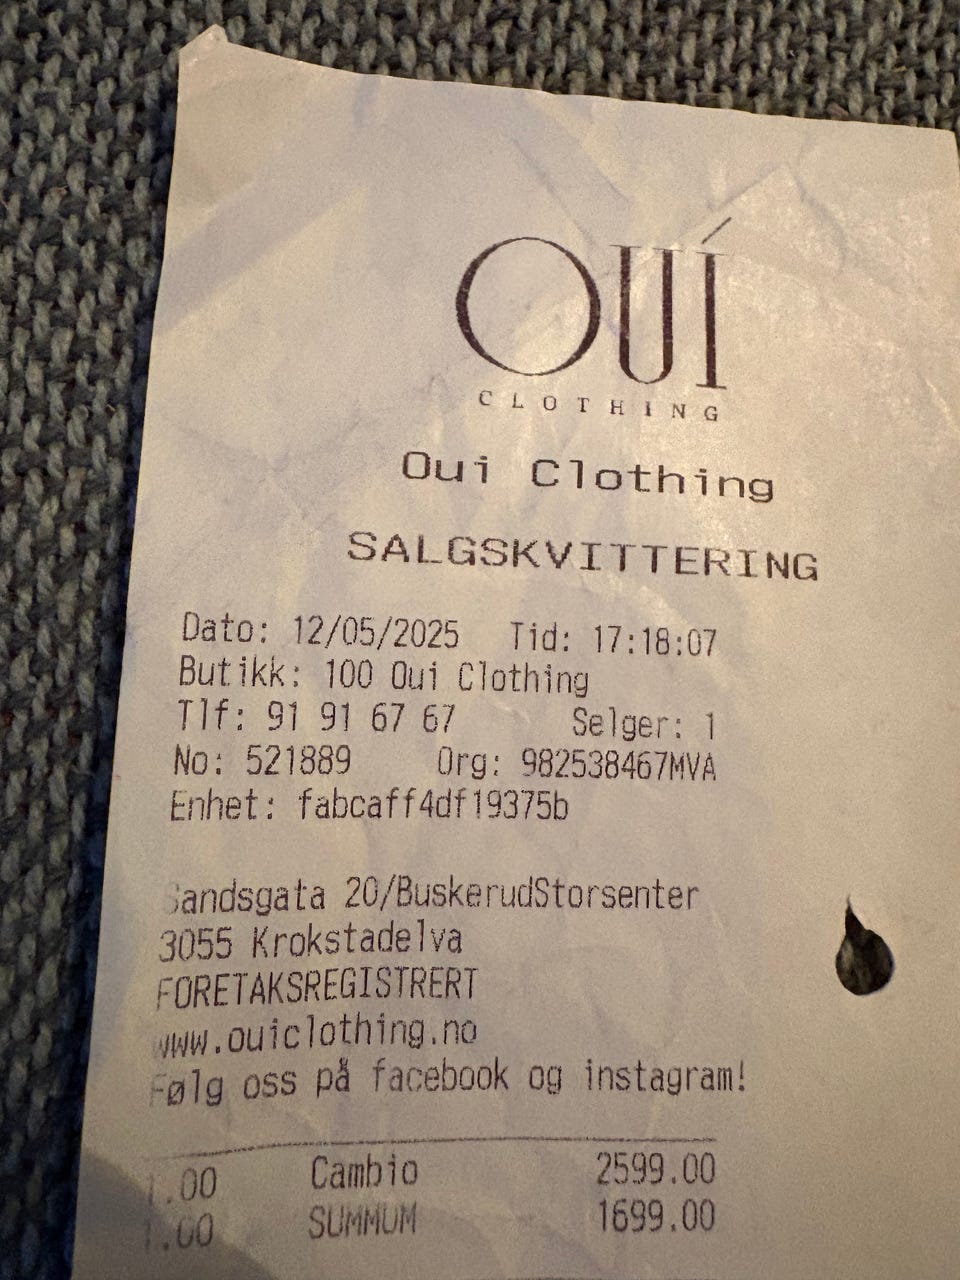 OUÍ
CLOTHING
Oui Clothing
SALGSKVITTERING
Dato: 12/05/2025 Tid: 17:18:07
Butikk: 100 Oui Clothing
Tlf: 91 91 67 67 Selger: 1
No: 521889 Org: 982538467MVA
Enhet: fabcaff4df19375b
Sandsgata 20/BuskerudStorsenter
3055 Krokstadelva
FORETAKSREGISTRERT
www.ouiclothing.no
Følg oss på facebook og instagram!
1.00 Cambio 2599.00
1.00 SUMMUM 1699.00